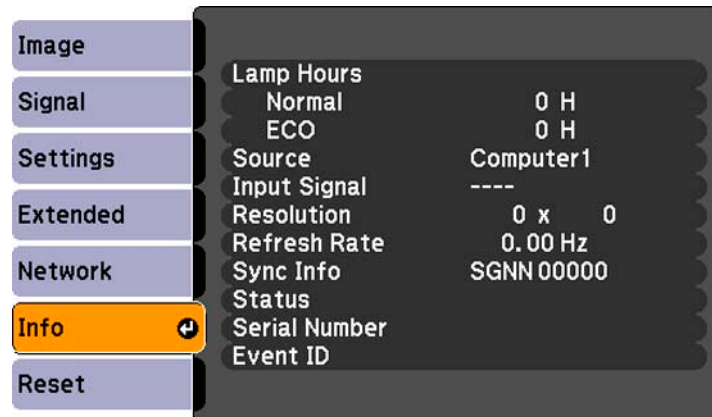 Image
Signal
Settings
Extended
Network
Info
Reset
Lamp Hours
Normal 0 H
ECO 0 H
Source Computer1
Input Signal ----
Resolution 0 x 0
Refresh Rate 0.00 Hz
Sync Info SGNN 00000
Status
Serial Number
Event ID